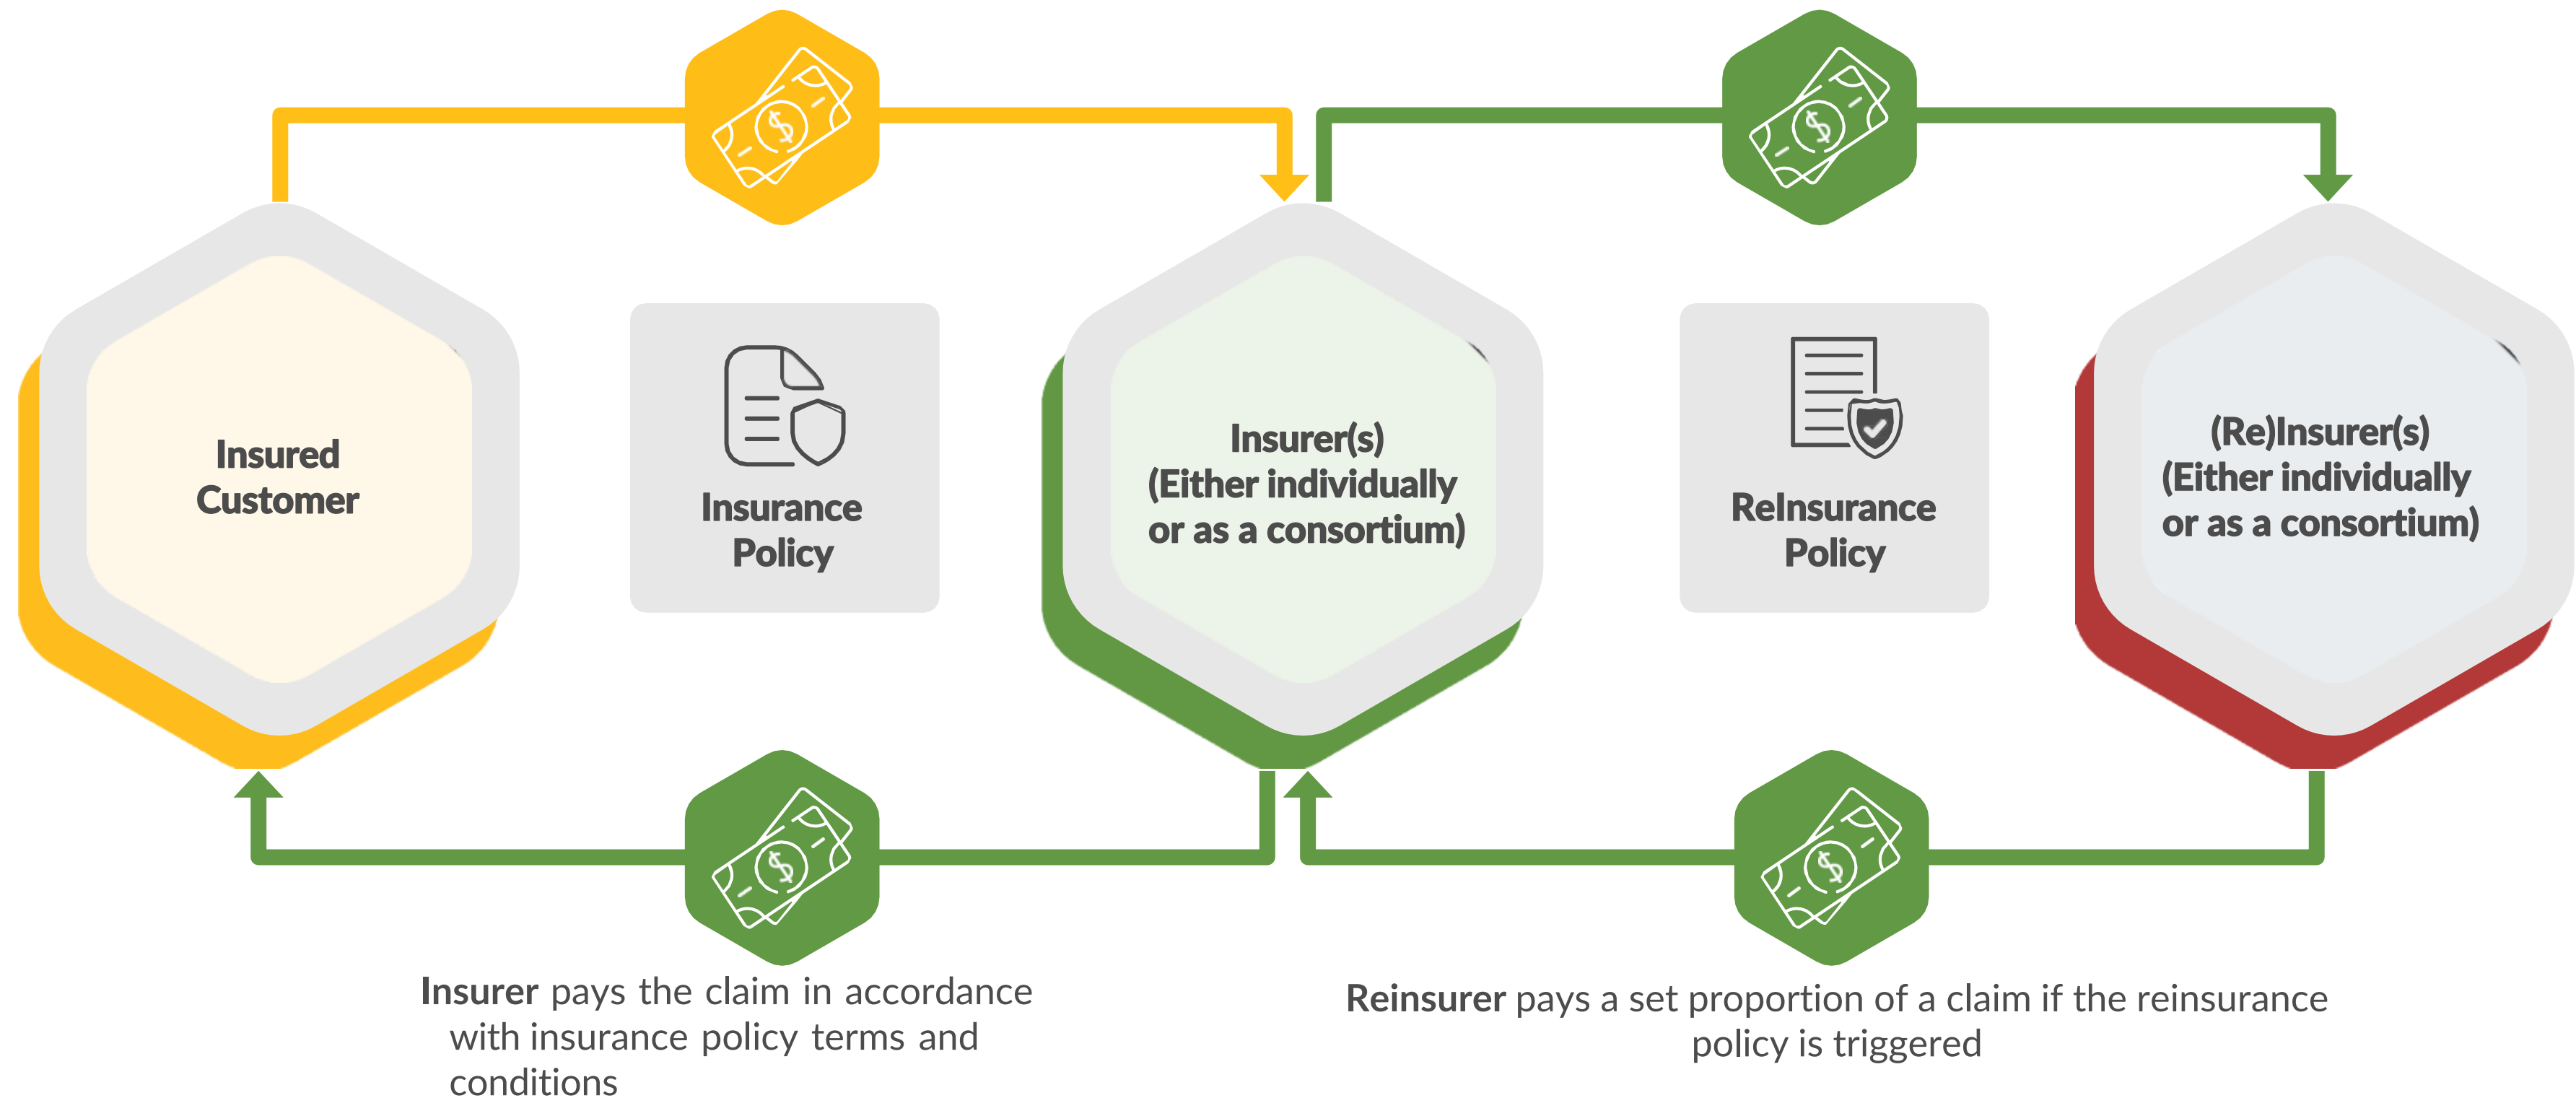 Insured
Customer
Insurance
Policy
Insurer(s)
(Either individually
or as a consortium)
ReInsurance
Policy
(Re)Insurer(s)
(Either individually
or as a consortium)
Insurer pays the claim in accordance
with insurance policy terms and
conditions
Reinsurer pays a set proportion of a claim if the reinsurance
policy is triggered